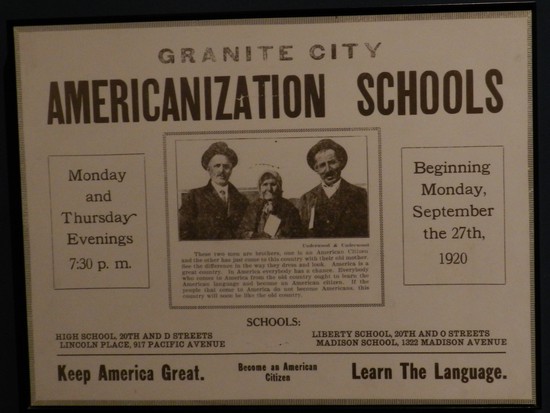 GRANITE CITY
AMERICANIZATION SCHOOLS
Monday
and
Thursday
Evenings
7:30 p. m.
Underwood & Underwood
These two men are brothers, one is an American Citizen
and the other has just come to this country with their old mother.
See the difference in the way they dress and look. America is a
great country. In America everybody has a chance. Everybody
who comes to America from the old country ought to learn the
American language and become an American citizen. If the
people that come to America do not become Americans, this
country will soon be like the old country.
Beginning
Monday,
September
the 27th,
1920
SCHOOLS:
HIGH SCHOOL, 20TH AND D STREETS
LINCOLN PLACE, 917 PACIFIC AVENUE
LIBERTY SCHOOL, 20TH AND O STREETS
MADISON SCHOOL, 1322 MADISON AVENUE
Keep America Great.
Become an American
Citizen
Learn The Language.